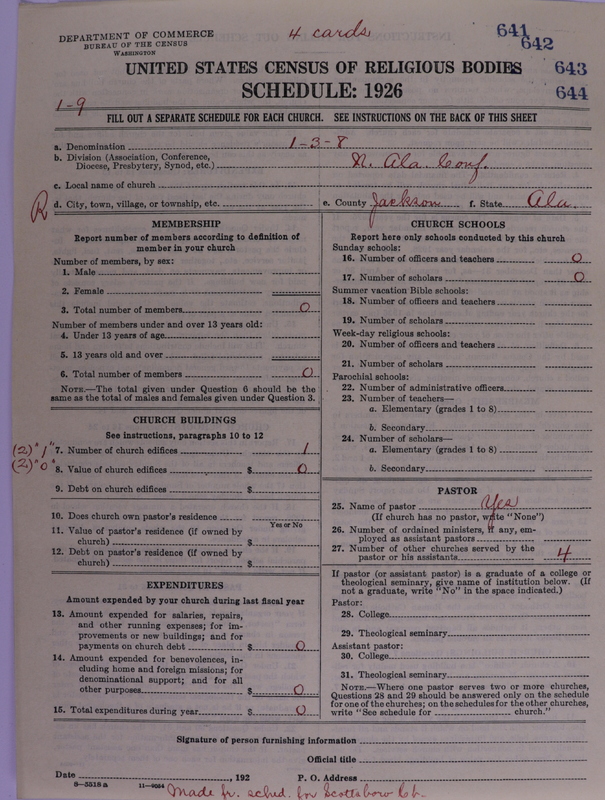 DEPARTMENT OF COMMERCE
BUREAU OF THE CENSUS
WASHINGTON
4 cards
641
642
643
644
UNITED STATES CENSUS OF RELIGIOUS BODIES
SCHEDULE: 1926
1-9
FILL OUT A SEPARATE SCHEDULE FOR EACH CHURCH. SEE INSTRUCTIONS ON THE BACK OF THIS SHEET
a. Denomination 1-3-8
b. Division (Association, Conference, Diocese, Presbytery, Synod, etc.) N. Ala Conf.
c. Local name of church
R d. City, town, village, or township, etc. e. County Jackson f. State Ala.
MEMBERSHIP
Report number of members according to definition of
member in your church
Number of members, by sex:
1. Male
2. Female
3. Total number of members 0
Number of members under and over 13 years old:
4. Under 13 years of age
5. 13 years old and over
6. Total number of members 0
NOTE.—The total given under Question 6 should be the
same as the total of males and females given under Question 3.
CHURCH BUILDINGS
See instructions, paragraphs 10 to 12
(2) "1" 7. Number of church edifices 1
(2) "0" 8. Value of church edifices $ 0
9. Debt on church edifices $
10. Does church own pastor's residence
Yes or No
11. Value of pastor's residence (if owned by
church) $
12. Debt on pastor's residence (if owned by
church) $
EXPENDITURES
Amount expended by your church during last fiscal year
13. Amount expended for salaries, repairs,
and other running expenses; for im-
provements or new buildings; and for
payments on church debt $ 0
14. Amount expended for benevolences, in-
cluding home and foreign missions; for
denominational support; and for all
other purposes $ 0
15. Total expenditures during year $ 0
CHURCH SCHOOLS
Report here only schools conducted by this church
Sunday schools:
16. Number of officers and teachers 0
17. Number of scholars 0
Summer vacation Bible schools:
18. Number of officers and teachers
19. Number of scholars
Week-day religious schools:
20. Number of officers and teachers
21. Number of scholars
Parochial schools:
22. Number of administrative officers
23. Number of teachers—
a. Elementary (grades 1 to 8)
b. Secondary
24. Number of scholars—
a. Elementary (grades 1 to 8)
b. Secondary
PASTOR
25. Name of pastor Yes
(If church has no pastor, write "None")
26. Number of ordained ministers, if any, em-
ployed as assistant pastors
27. Number of other churches served by the
pastor or his assistants 4
If pastor (or assistant pastor) is a graduate of a college or
theological seminary, give name of institution below. (If
not a graduate, write "No" in the space indicated.)
Pastor:
28. College
29. Theological seminary
Assistant pastor:
30. College
31. Theological seminary
NOTE.—Where one pastor serves two or more churches,
Questions 28 and 29 should be answered only on the schedule
for one of the churches; on the schedules for the other churches,
write "See schedule for church."
Signature of person furnishing information
Official title
Date , 192 P. O. Address
8—5518a 11—9064
Made fr. sched. for Scottsboro Ch.